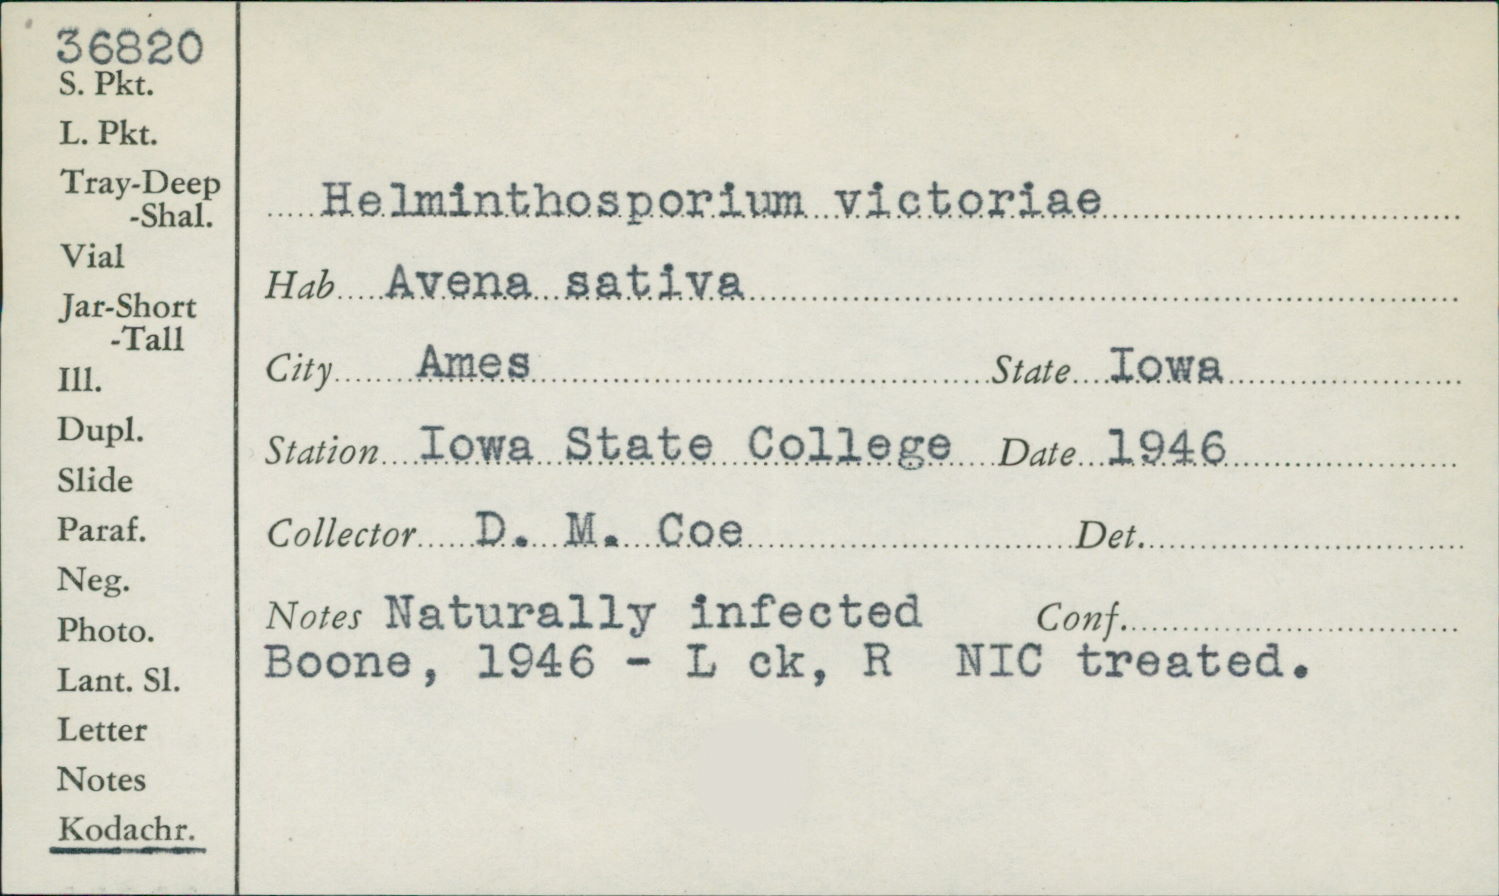 36820
S. Pkt.
L. Pkt.
Tray-Deep
-Shal.
Vial
Jar-Short
-Tall
Ill.
Dupl.
Slide
Paraf.
Neg.
Photo.
Lant. Sl.
Letter
Notes
Kodachr.
Helminthosporium victoriae
Hab Avena sativa
City Ames State Iowa
Station Iowa State College Date 1946
Collector D. M. Coe Det.
Notes Naturally infected Conf.
Boone, 1946 - L ck, R NIC treated.